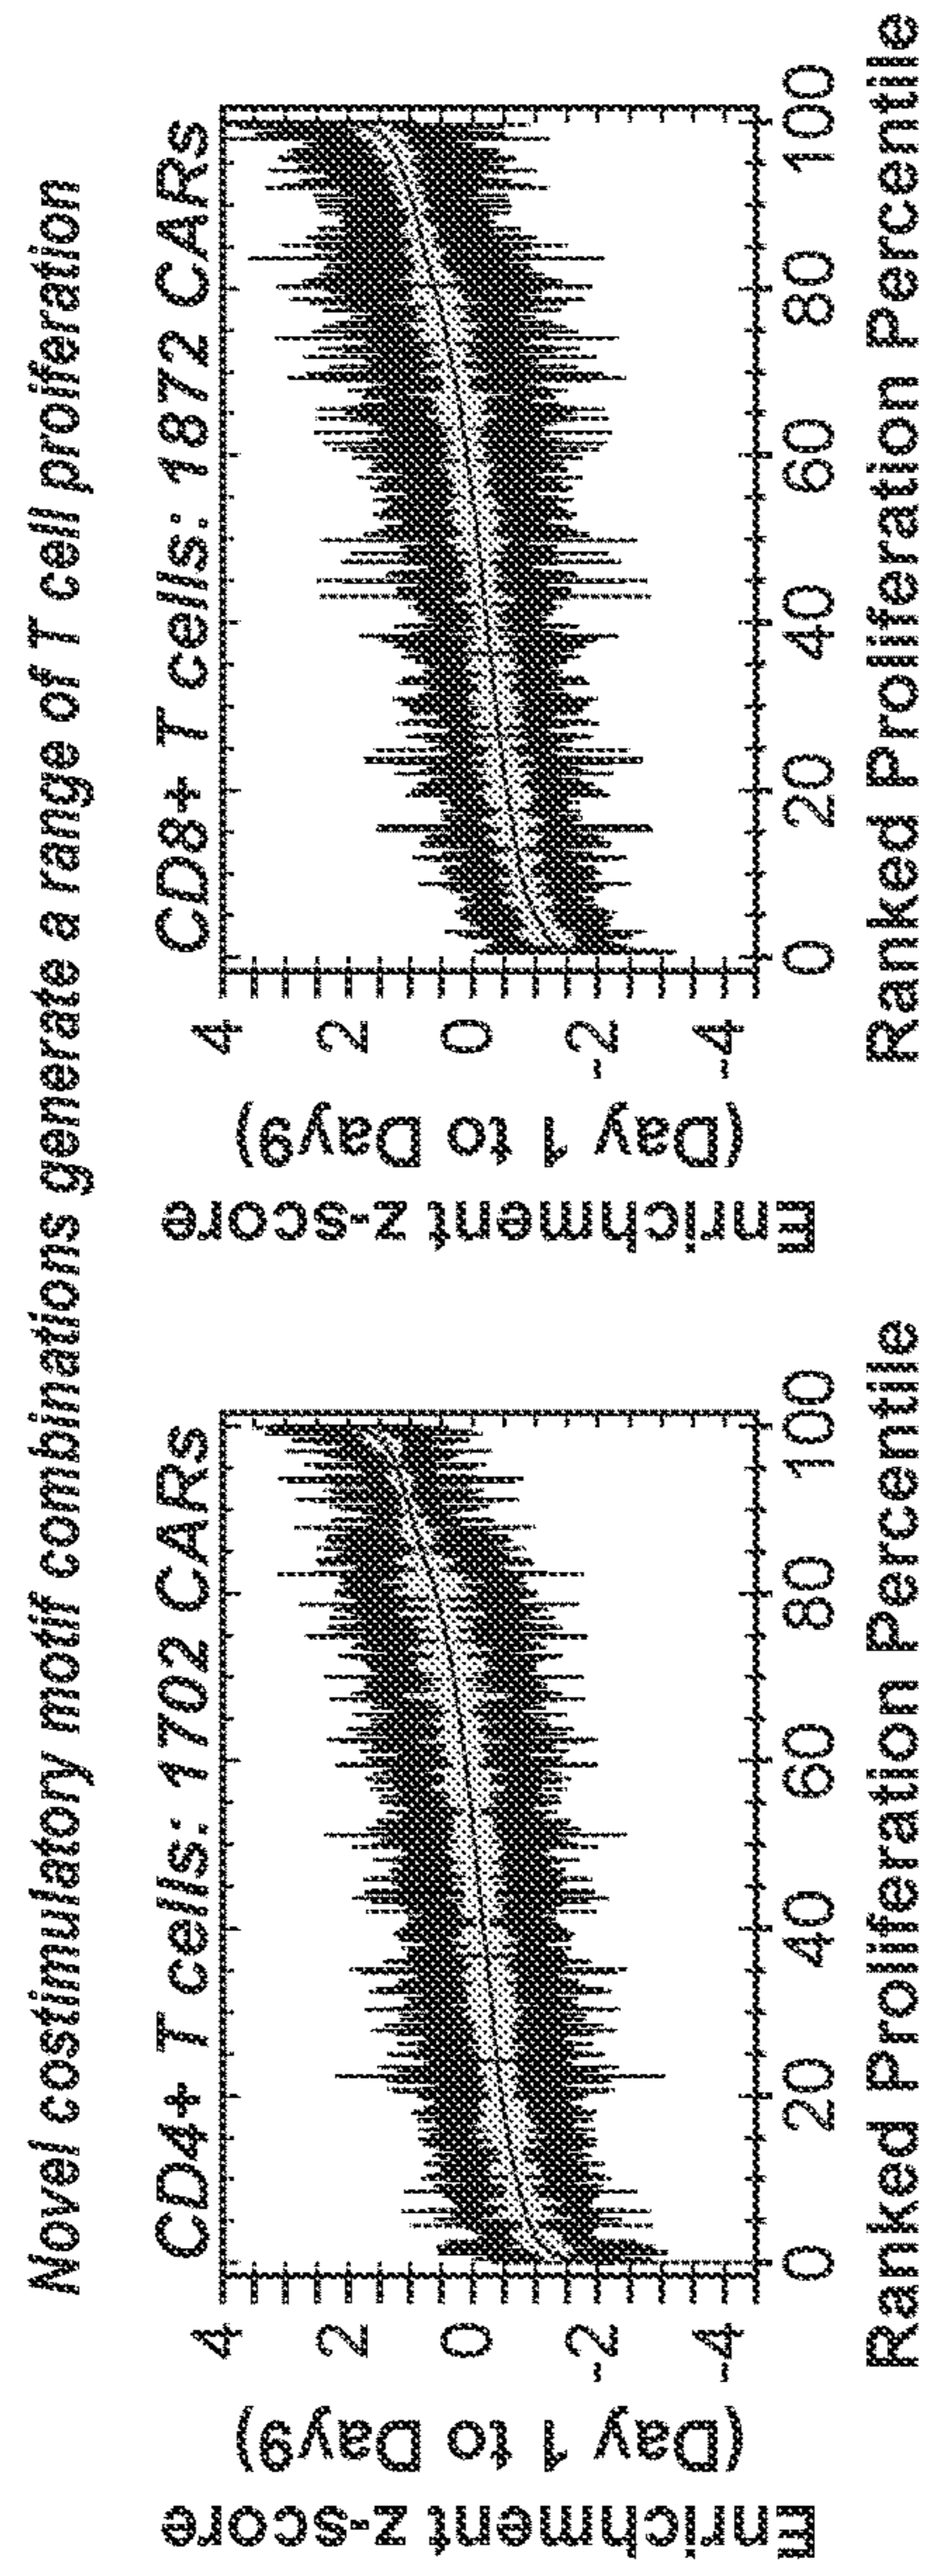 Novel costimulatory motif combinations generate a range of T cell proliferation
CD4+ T cells: 1702 CARs
Enrichment z-score
(Day 1 to Day9)
4
2
0
-2
-4
0 20 40 60 80 100
Ranked Proliferation Percentile
CD8+ T cells: 1872 CARs
Enrichment z-score
(Day 1 to Day9)
4
2
0
-2
-4
0 20 40 60 80 100
Ranked Proliferation Percentile